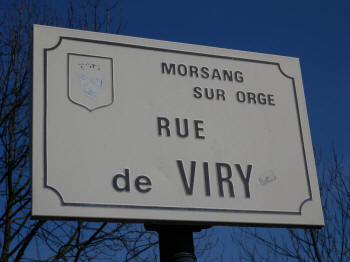 MORSANG
SUR ORGE
RUE
de VIRY